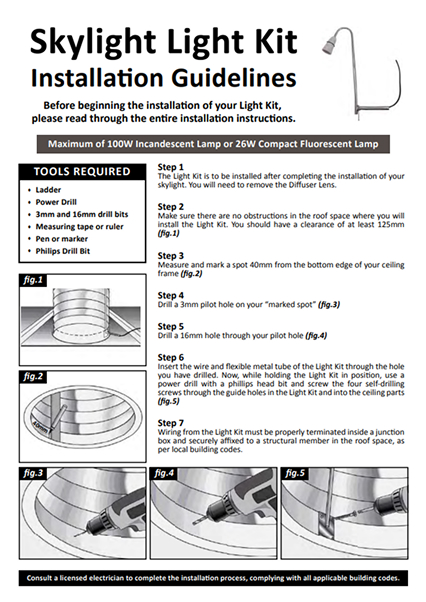 Skylight Light Kit
Installation Guidelines
Before beginning the installation of your Light Kit,
please read through the entire installation instructions.
Maximum of 100W Incandescent Lamp or 26W Compact Fluorescent Lamp
TOOLS REQUIRED
• Ladder
• Power Drill
• 3mm and 16mm drill bits
• Measuring tape or ruler
• Pen or marker
• Philips Drill Bit
Step 1
The Light Kit is to be installed after completing the installation of your
skylight. You will need to remove the Diffuser Lens.
Step 2
Make sure there are no obstructions in the roof space where you will
install the Light Kit. You should have a clearance of at least 125mm
(fig.1)
Step 3
Measure and mark a spot 40mm from the bottom edge of your ceiling
frame (fig.2)
Step 4
Drill a 3mm pilot hole on your “marked spot” (fig.3)
Step 5
Drill a 16mm hole through your pilot hole (fig.4)
Step 6
Insert the wire and flexible metal tube of the Light Kit through the hole
you have drilled. Now, while holding the Light Kit in position, use a
power drill with a phillips head bit and screw the four self-drilling
screws through the guide holes in the Light Kit and into the ceiling parts
(fig.5)
Step 7
Wiring from the Light Kit must be properly terminated inside a junction
box and securely affixed to a structural member in the roof space, as
per local building codes.
fig.1
fig.2
40mm
fig.3
fig.4
fig.5
Consult a licensed electrician to complete the installation process, complying with all applicable building codes.